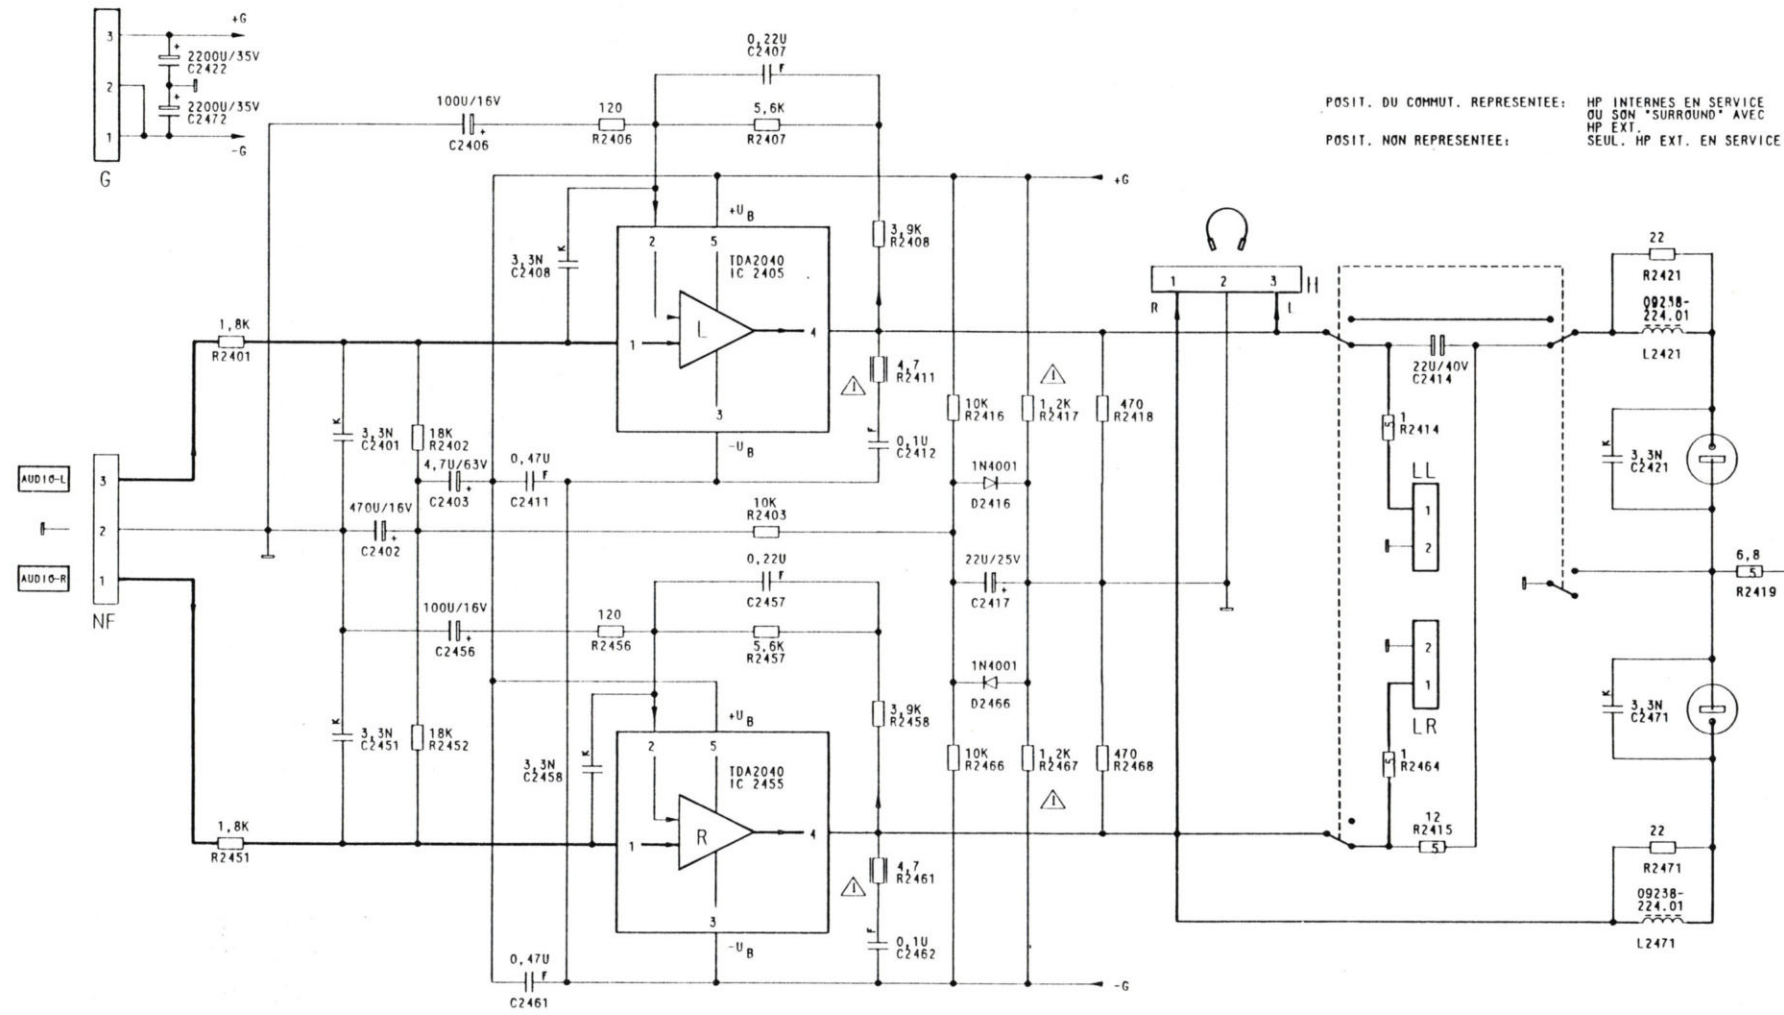 +G
3
2200U/35V
C2422
2
2200U/35V
C2472
1
-G
G
0,22U
C2407
100U/16V
C2406
120
R2406
5,6K
R2407
POSIT. DU COMMUT. REPRESENTEE: HP INTERNES EN SERVICE
OU SON "SURROUND" AVEC
HP EXT.
POSIT. NON REPRESENTEE: SEUL. HP EXT. EN SERVICE
+G
+U B
2
5
3,9K
R2408
K
3,3N
C2408
TDA2040
IC 2405
L
1
4
3
-U B
1,8K
R2401
4,7
R2411
F
0,1U
C2412
K
3,3N
C2401
18K
R2402
4,7U/63V
C2403
0,47U
F
C2411
AUDIO-L
3
2
AUDIO-R
1
NF
470U/16V
C2402
10K
R2403
10K
R2416
1,2K
R2417
470
R2418
1N4001
D2416
22U/25V
C2417
1N4001
D2466
10K
R2466
1,2K
R2467
470
R2468
0,22U
F
C2457
100U/16V
C2456
120
R2456
5,6K
R2457
K
3,3N
C2451
18K
R2452
K
3,3N
C2458
+U B
2
5
3,9K
R2458
TDA2040
IC 2455
R
1
4
3
-U B
1,8K
R2451
4,7
R2461
F
0,1U
C2462
0,47U
F
C2461
-G
1
2
3
H
R
L
22U/40V
C2414
1
R2414
LL
1
2
2
1
LR
1
R2464
12
R2415
22
R2421
09238-
224.01
L2421
K
3,3N
C2421
6,8
R2419
K
3,3N
C2471
22
R2471
09238-
224.01
L2471